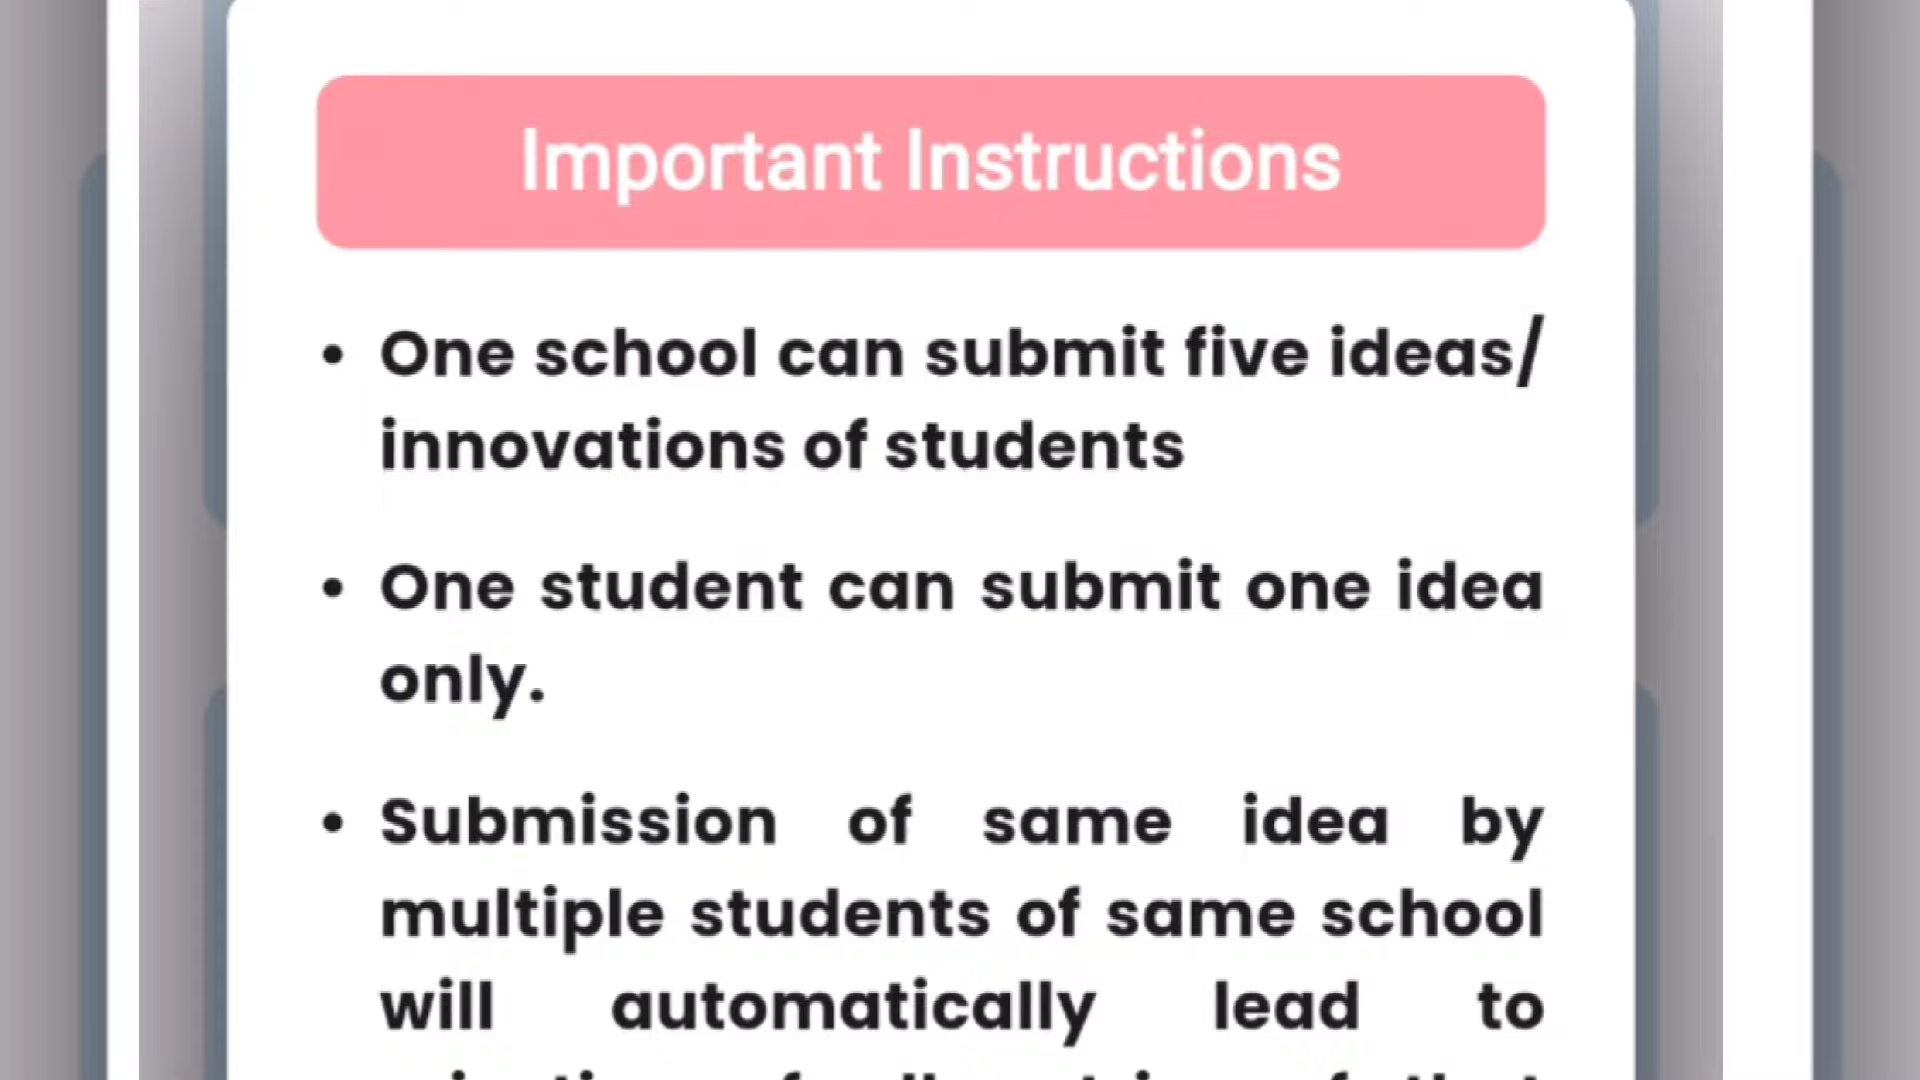 Important Instructions
• One school can submit five ideas/
innovations of students
• One student can submit one idea
only.
• Submission of same idea by
multiple students of same school
will automatically lead to